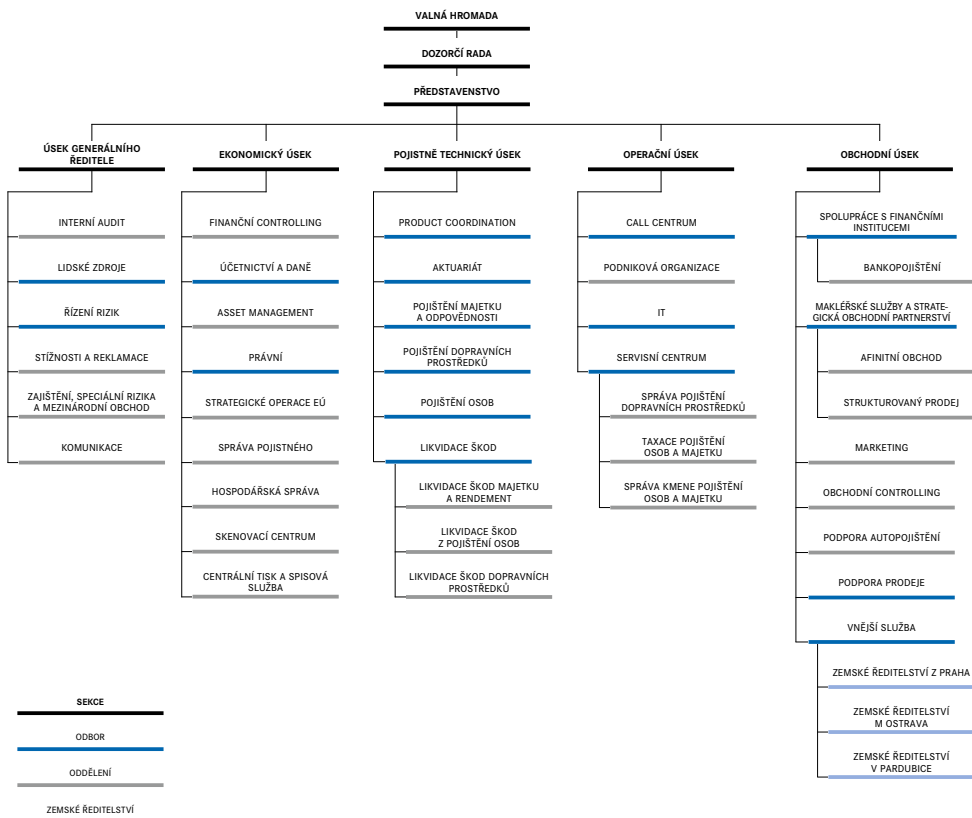 VALNÁ HROMADA
DOZORČÍ RADA
PŘEDSTAVENSTVO
ÚSEK GENERÁLNÍHO
ŘEDITELE
INTERNÍ AUDIT
LIDSKÉ ZDROJE
ŘÍZENÍ RIZIK
STÍŽNOSTI A REKLAMACE
ZAJIŠTĚNÍ, SPECIÁLNÍ RIZIKA
A MEZINÁRODNÍ OBCHOD
KOMUNIKACE
EKONOMICKÝ ÚSEK
FINANČNÍ CONTROLLING
ÚČETNICTVÍ A DANĚ
ASSET MANAGEMENT
PRÁVNÍ
STRATEGICKÉ OPERACE EÚ
SPRÁVA POJISTNÉHO
HOSPODÁŘSKÁ SPRÁVA
SKENOVACÍ CENTRUM
CENTRÁLNÍ TISK A SPISOVÁ
SLUŽBA
POJISTNĚ TECHNICKÝ ÚSEK
PRODUCT COORDINATION
AKTUARIÁT
POJIŠTĚNÍ MAJETKU
A ODPOVĚDNOSTI
POJIŠTĚNÍ DOPRAVNÍCH
PROSTŘEDKŮ
POJIŠTĚNÍ OSOB
LIKVIDACE ŠKOD
LIKVIDACE ŠKOD MAJETKU
A RENDEMENT
LIKVIDACE ŠKOD
Z POJIŠTĚNÍ OSOB
LIKVIDACE ŠKOD DOPRAVNÍCH
PROSTŘEDKŮ
OPERAČNÍ ÚSEK
CALL CENTRUM
PODNIKOVÁ ORGANIZACE
IT
SERVISNÍ CENTRUM
SPRÁVA POJIŠTĚNÍ
DOPRAVNÍCH PROSTŘEDKŮ
TAXACE POJIŠTĚNÍ
OSOB A MAJETKU
SPRÁVA KMENE POJIŠTĚNÍ
OSOB A MAJETKU
OBCHODNÍ ÚSEK
SPOLUPRÁCE S FINANČNÍMI
INSTITUCEMI
BANKOPOJIŠTĚNÍ
MAKLÉŘSKÉ SLUŽBY A STRATE-
GICKÁ OBCHODNÍ PARTNERSTVÍ
AFINITNÍ OBCHOD
STRUKTUROVANÝ PRODEJ
MARKETING
OBCHODNÍ CONTROLLING
PODPORA AUTOPOJIŠTĚNÍ
PODPORA PRODEJE
VNĚJŠÍ SLUŽBA
ZEMSKÉ ŘEDITELSTVÍ Z PRAHA
ZEMSKÉ ŘEDITELSTVÍ
M OSTRAVA
ZEMSKÉ ŘEDITELSTVÍ
V PARDUBICE
SEKCE
ODBOR
ODDĚLENÍ
ZEMSKÉ ŘEDITELSTVÍ